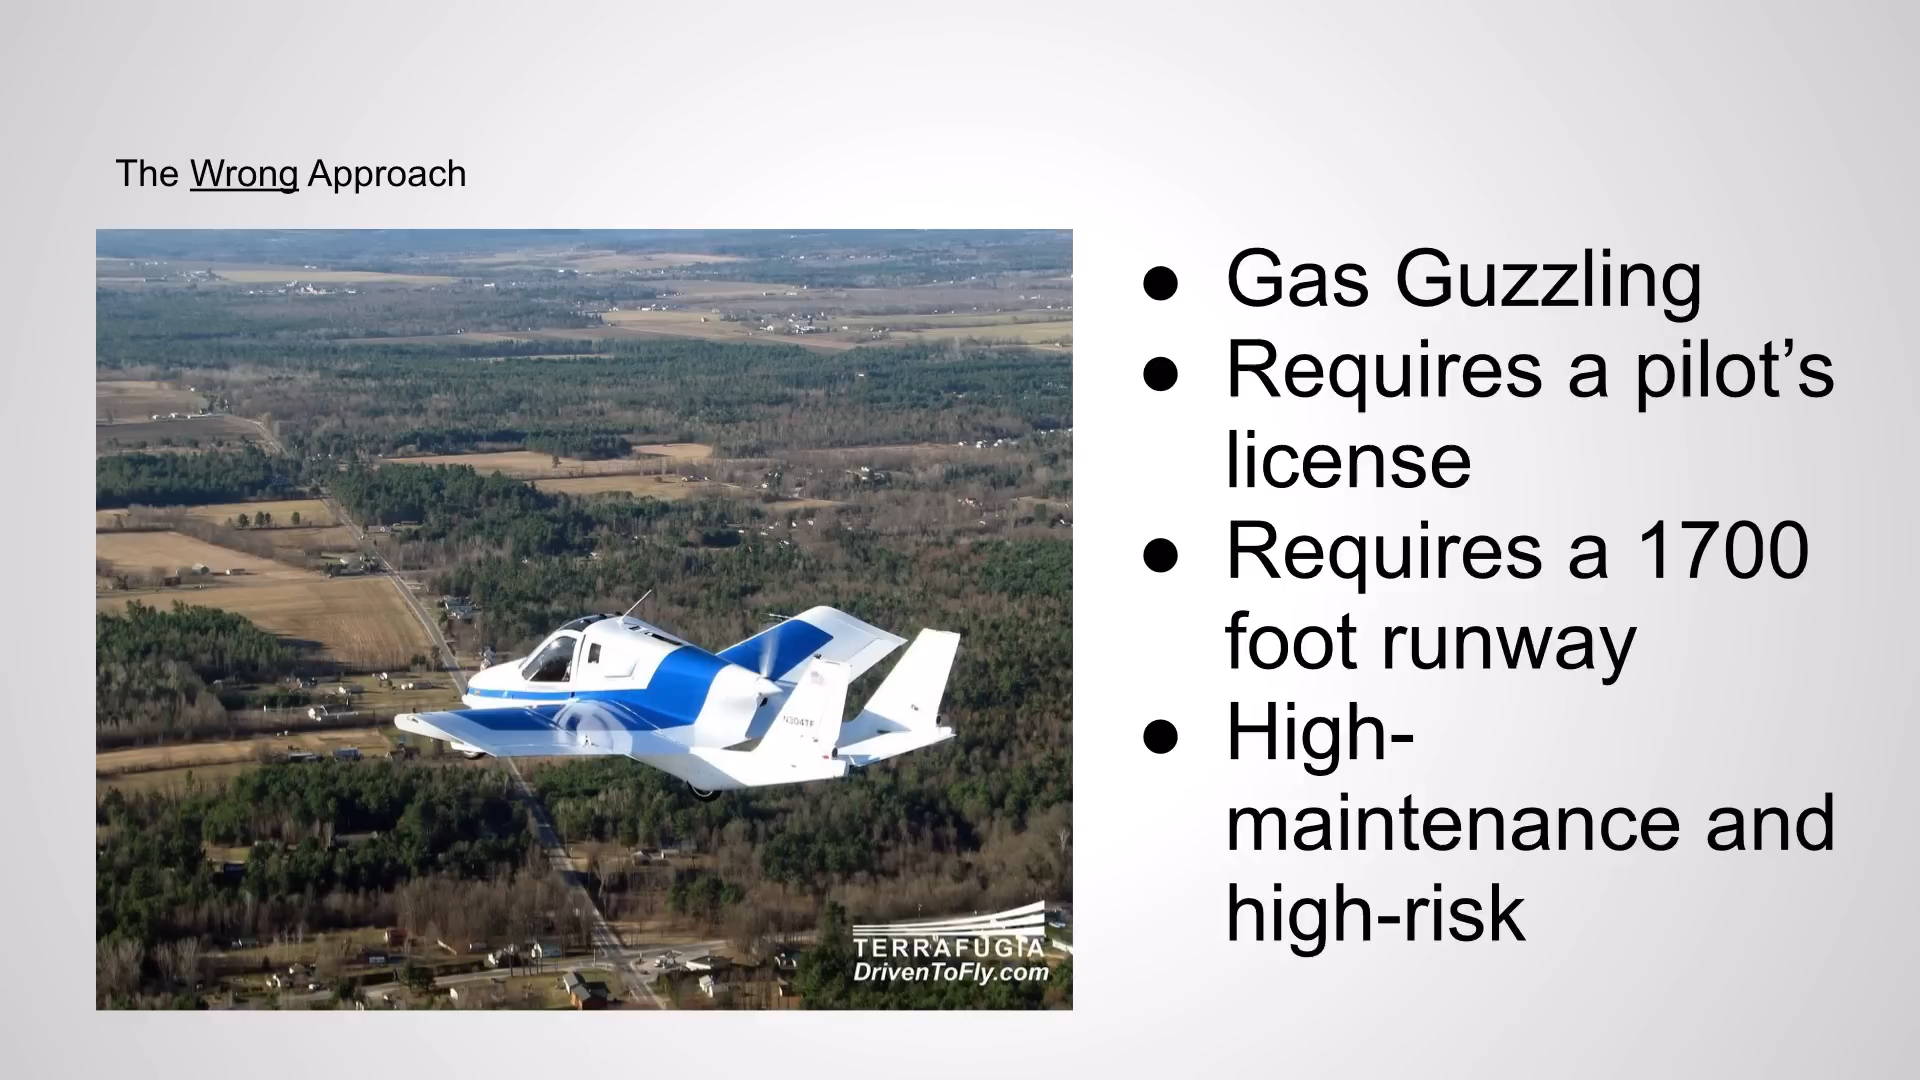 The Wrong Approach
● Gas Guzzling
● Requires a pilot’s
license
● Requires a 1700
foot runway
● High-
maintenance and
high-risk
N304TF
TERRAFUGIA
DrivenToFly.com